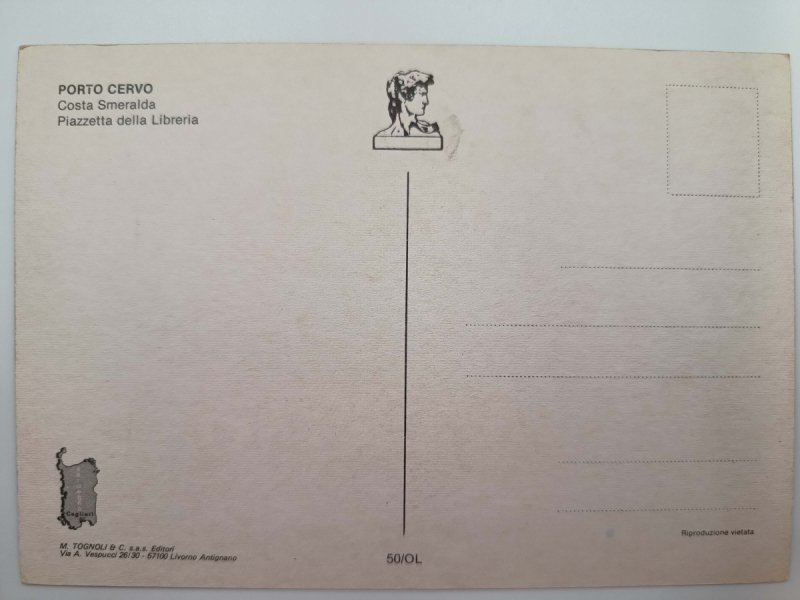 PORTO CERVO
Costa Smeralda
Piazzetta della Libreria
Cagliari
M. TOGNOLI & C. s.a.s. Editori
Via A. Vespucci 26/30 - 57100 Livorno Antignano
50/OL
Riproduzione vietata